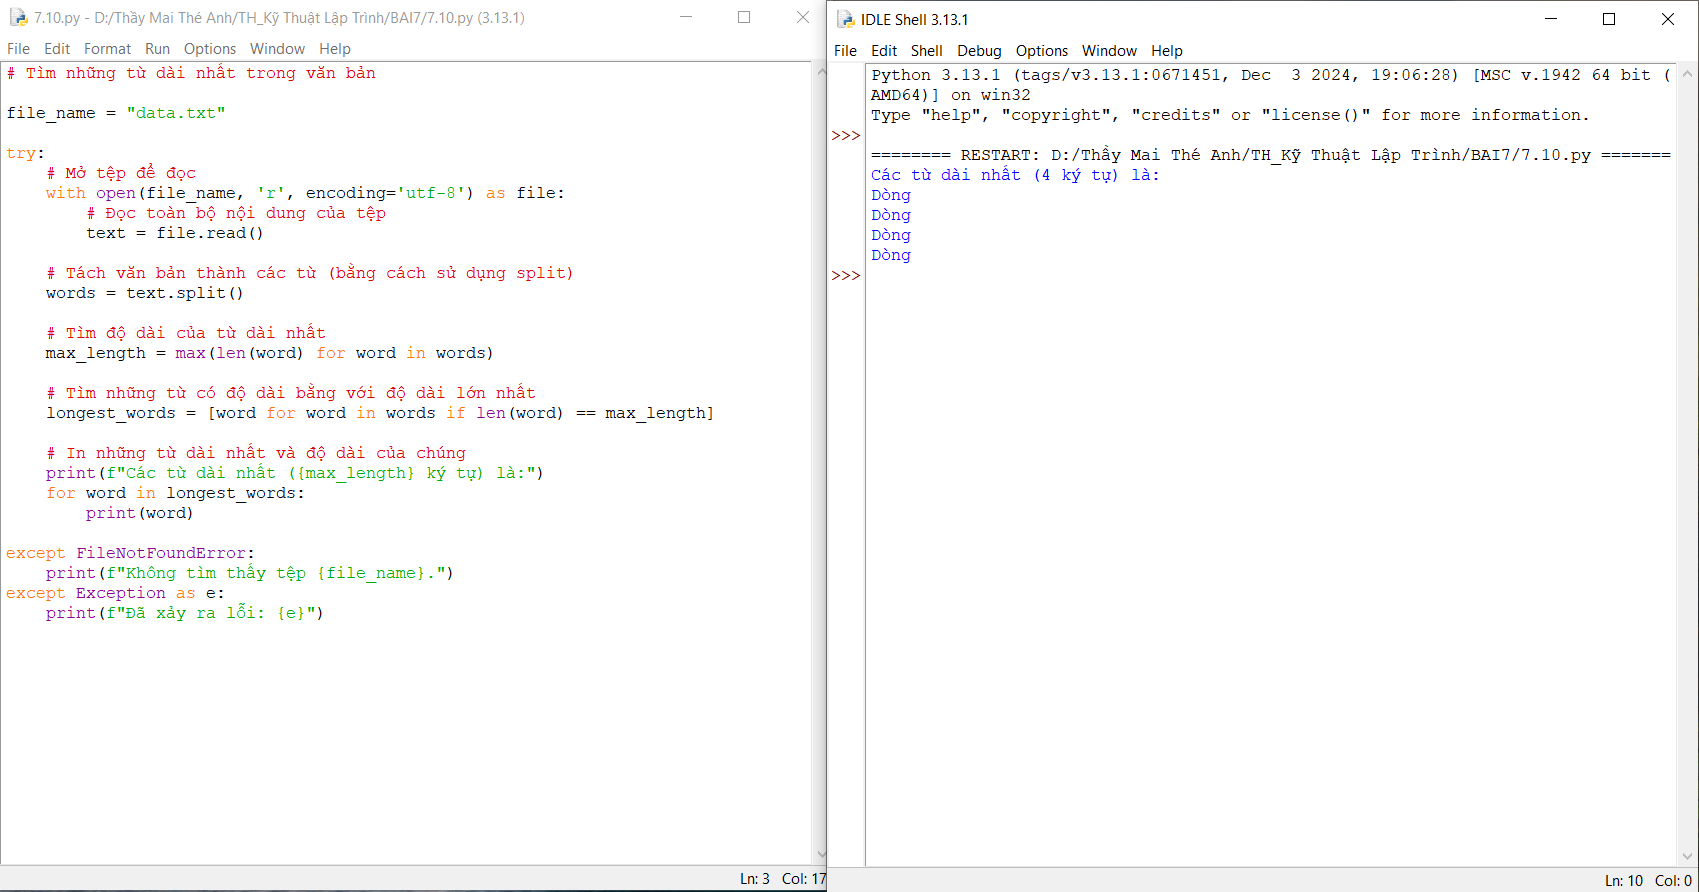 7.10.py - D:/Thầy Mai Thé Anh/TH_Kỹ Thuật Lập Trình/BAI7/7.10.py (3.13.1)
File Edit Format Run Options Window Help
# Tìm những từ dài nhất trong văn bản
file_name = "data.txt"
try:
    # Mở tệp để đọc
    with open(file_name, 'r', encoding='utf-8') as file:
        # Đọc toàn bộ nội dung của tệp
        text = file.read()
    # Tách văn bản thành các từ (bằng cách sử dụng split)
    words = text.split()
    # Tìm độ dài của từ dài nhất
    max_length = max(len(word) for word in words)
    # Tìm những từ có độ dài bằng với độ dài lớn nhất
    longest_words = [word for word in words if len(word) == max_length]
    # In những từ dài nhất và độ dài của chúng
    print(f"Các từ dài nhất ({max_length} ký tự) là:")
    for word in longest_words:
        print(word)
except FileNotFoundError:
    print(f"Không tìm thấy tệp {file_name}.")
except Exception as e:
    print(f"Đã xảy ra lỗi: {e}")
Ln: 3 Col: 17
IDLE Shell 3.13.1
File Edit Shell Debug Options Window Help
Python 3.13.1 (tags/v3.13.1:0671451, Dec  3 2024, 19:06:28) [MSC v.1942 64 bit (
AMD64)] on win32
Type "help", "copyright", "credits" or "license()" for more information.
>>>
======== RESTART: D:/Thầy Mai Thé Anh/TH_Kỹ Thuật Lập Trình/BAI7/7.10.py =======
Các từ dài nhất (4 ký tự) là:
Dòng
Dòng
Dòng
Dòng
>>>
Ln: 10 Col: 0